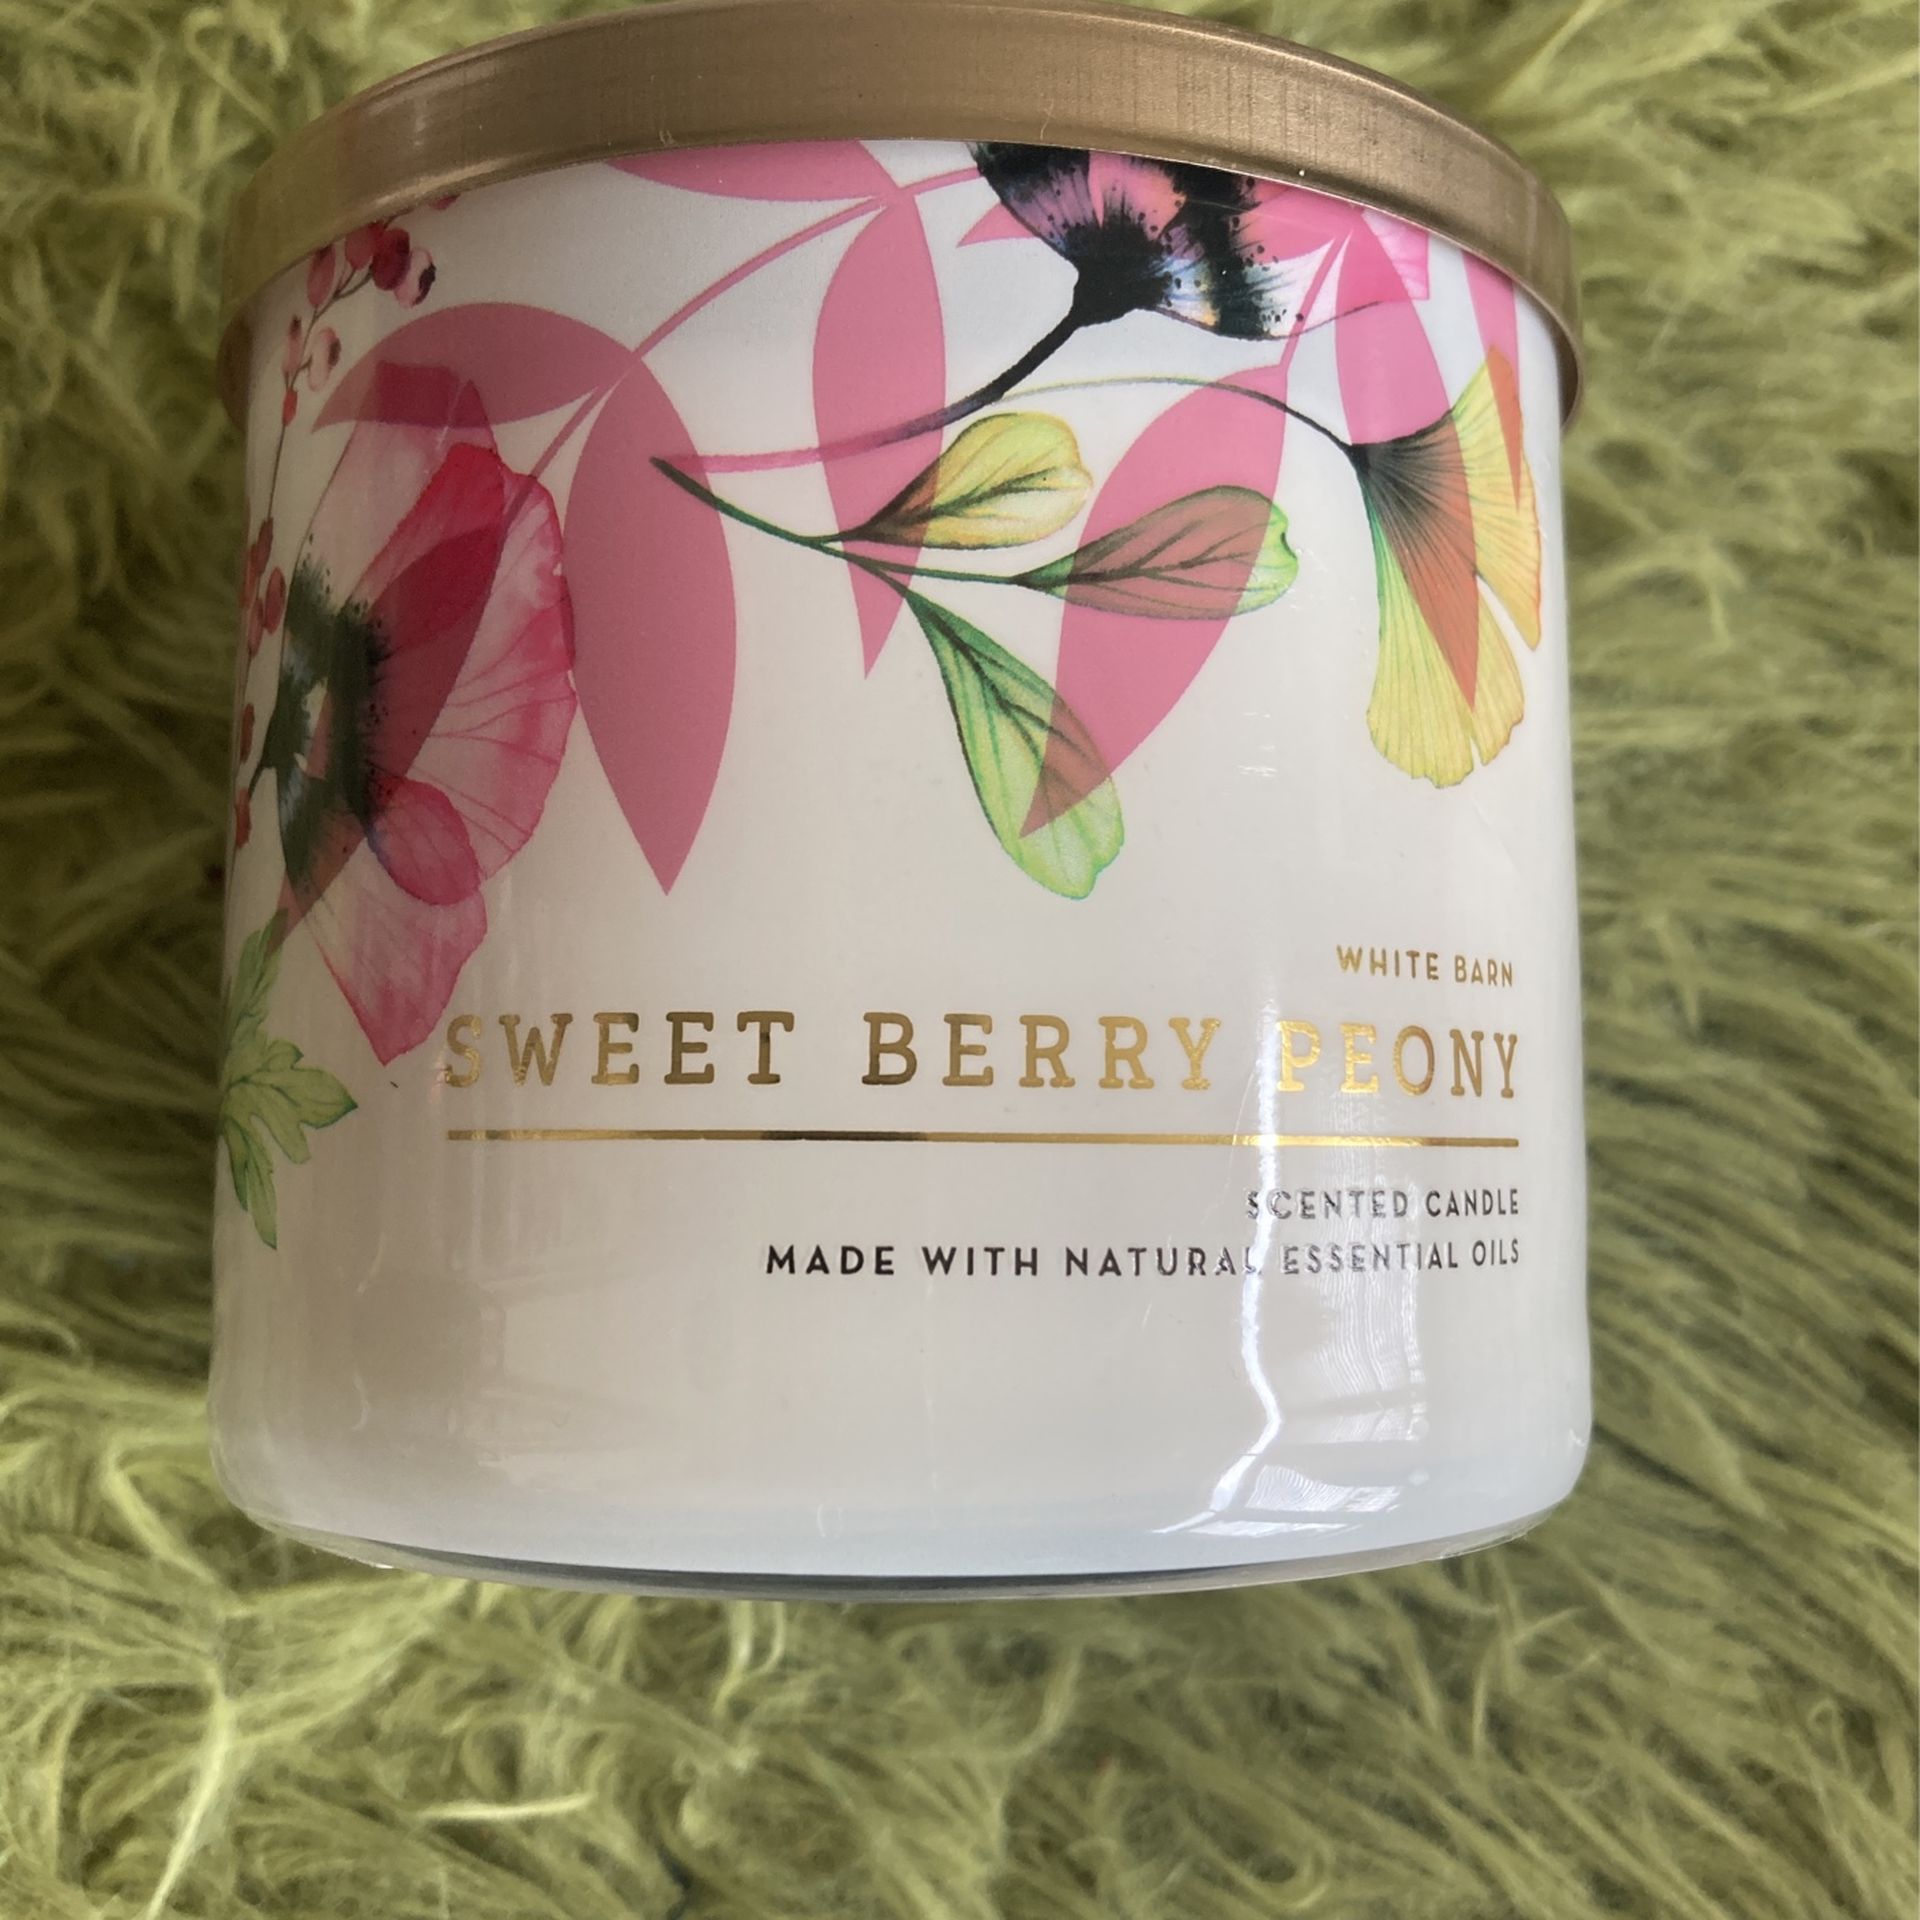 WHITE BARN
SWEET BERRY PEONY
SCENTED CANDLE
MADE WITH NATURAL ESSENTIAL OILS